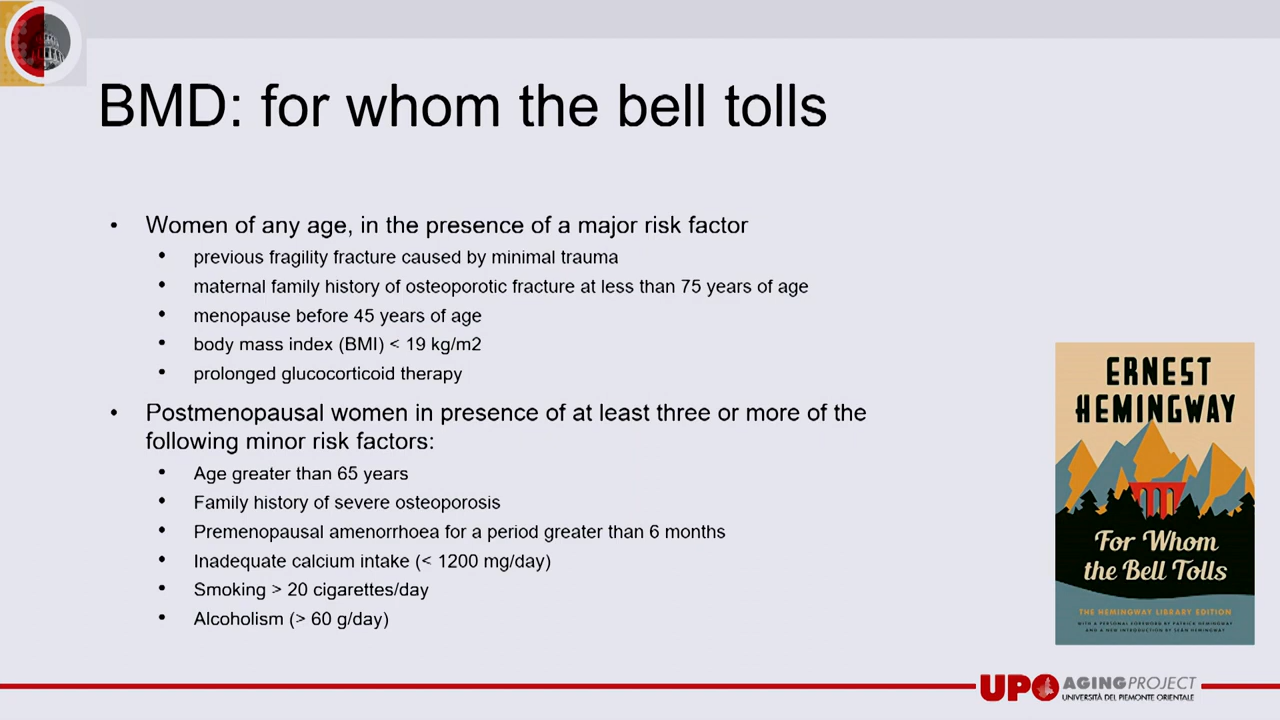 BMD: for whom the bell tolls
• Women of any age, in the presence of a major risk factor
• previous fragility fracture caused by minimal trauma
• maternal family history of osteoporotic fracture at less than 75 years of age
• menopause before 45 years of age
• body mass index (BMI) < 19 kg/m2
• prolonged glucocorticoid therapy
• Postmenopausal women in presence of at least three or more of the
following minor risk factors:
• Age greater than 65 years
• Family history of severe osteoporosis
• Premenopausal amenorrhoea for a period greater than 6 months
• Inadequate calcium intake (< 1200 mg/day)
• Smoking > 20 cigarettes/day
• Alcoholism (> 60 g/day)
ERNEST
HEMINGWAY
For Whom
the Bell Tolls
THE HEMINGWAY LIBRARY EDITION
WITH A PERSONAL FOREWORD BY PATRICK HEMINGWAY
AND A NEW INTRODUCTION BY SEÁN HEMINGWAY
UPO AGINGPROJECT
UNIVERSITÀ DEL PIEMONTE ORIENTALE